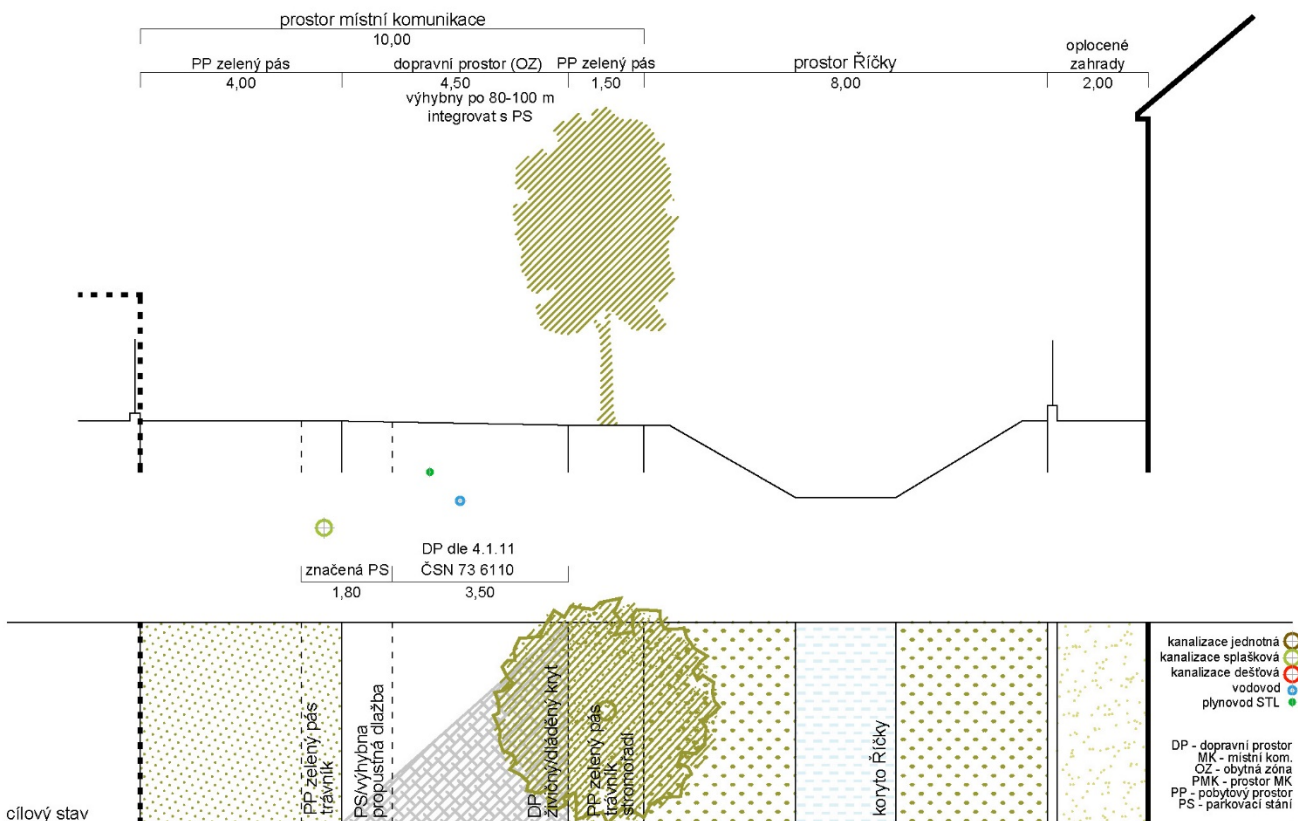 prostor místní komunikace
10,00
PP zelený pás
4,00
dopravní prostor (OZ)
4,50
výhybny po 80-100 m
integrovat s PS
PP zelený pás
1,50
prostor Říčky
8,00
oplocené
zahrady
2,00
značená PS
1,80
DP dle 4.1.11
ČSN 73 6110
3,50
PP zelený pás
trávník
PS/výhybna
propustná dlažba
DP
živičný/dláděný kryt
PP zelený pás
trávník
stromořadí
koryto Říčky
kanalizace jednotná
kanalizace splašková
kanalizace dešťová
vodovod
plynovod STL
DP - dopravní prostor
MK - místní kom.
OZ - obytná zóna
PMK - prostor MK
PP - pobytový prostor
PS - parkovací stání
cílový stav